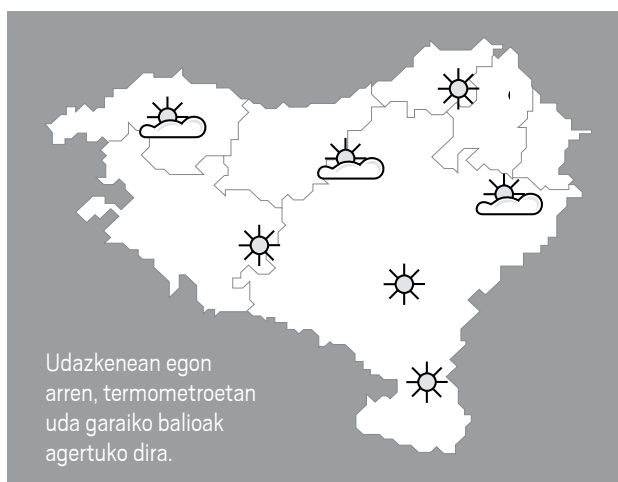 Udazkenean egon
arren, termometroetan
uda garaiko balioak
agertuko dira.